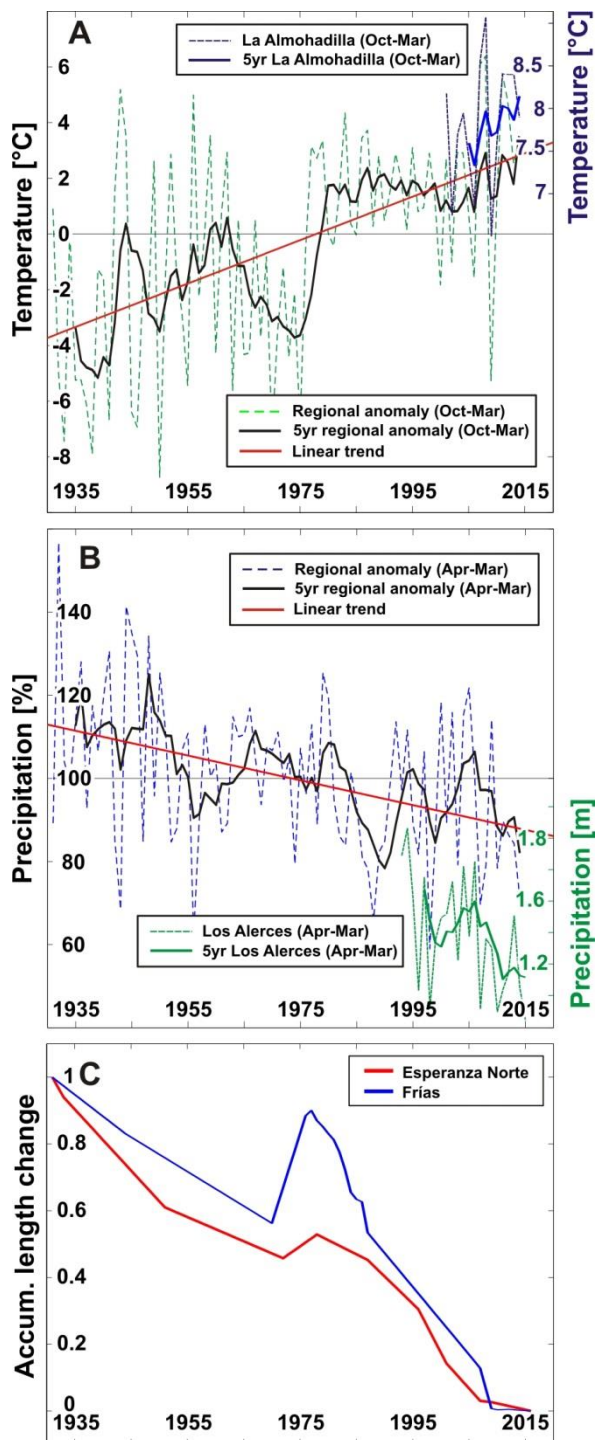 A
La Almohadilla (Oct-Mar)
5yr La Almohadilla (Oct-Mar)
Temperature [°C]
6
4
2
0
-2
-4
-6
-8
8.5
8
7.5
7
Temperature [°C]
Regional anomaly (Oct-Mar)
5yr regional anomaly (Oct-Mar)
Linear trend
1935 1955 1975 1995 2015
B
Regional anomaly (Apr-Mar)
5yr regional anomaly (Apr-Mar)
Linear trend
Precipitation [%]
140
120
100
80
60
1.8
1.6
1.2
Precipitation [m]
Los Alerces (Apr-Mar)
5yr Los Alerces (Apr-Mar)
1935 1955 1975 1995 2015
C
Esperanza Norte
Frías
Accum. length change
1
0.8
0.6
0.4
0.2
0
1935 1955 1975 1995 2015